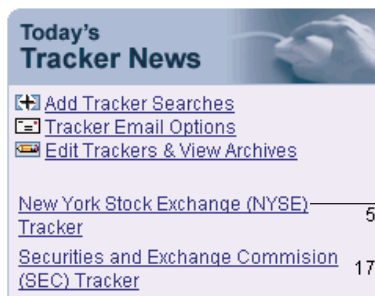 Today's
Tracker News
Add Tracker Searches
Tracker Email Options
Edit Trackers & View Archives
New York Stock Exchange (NYSE) 5
Tracker
Securities and Exchange Commision 17
(SEC) Tracker